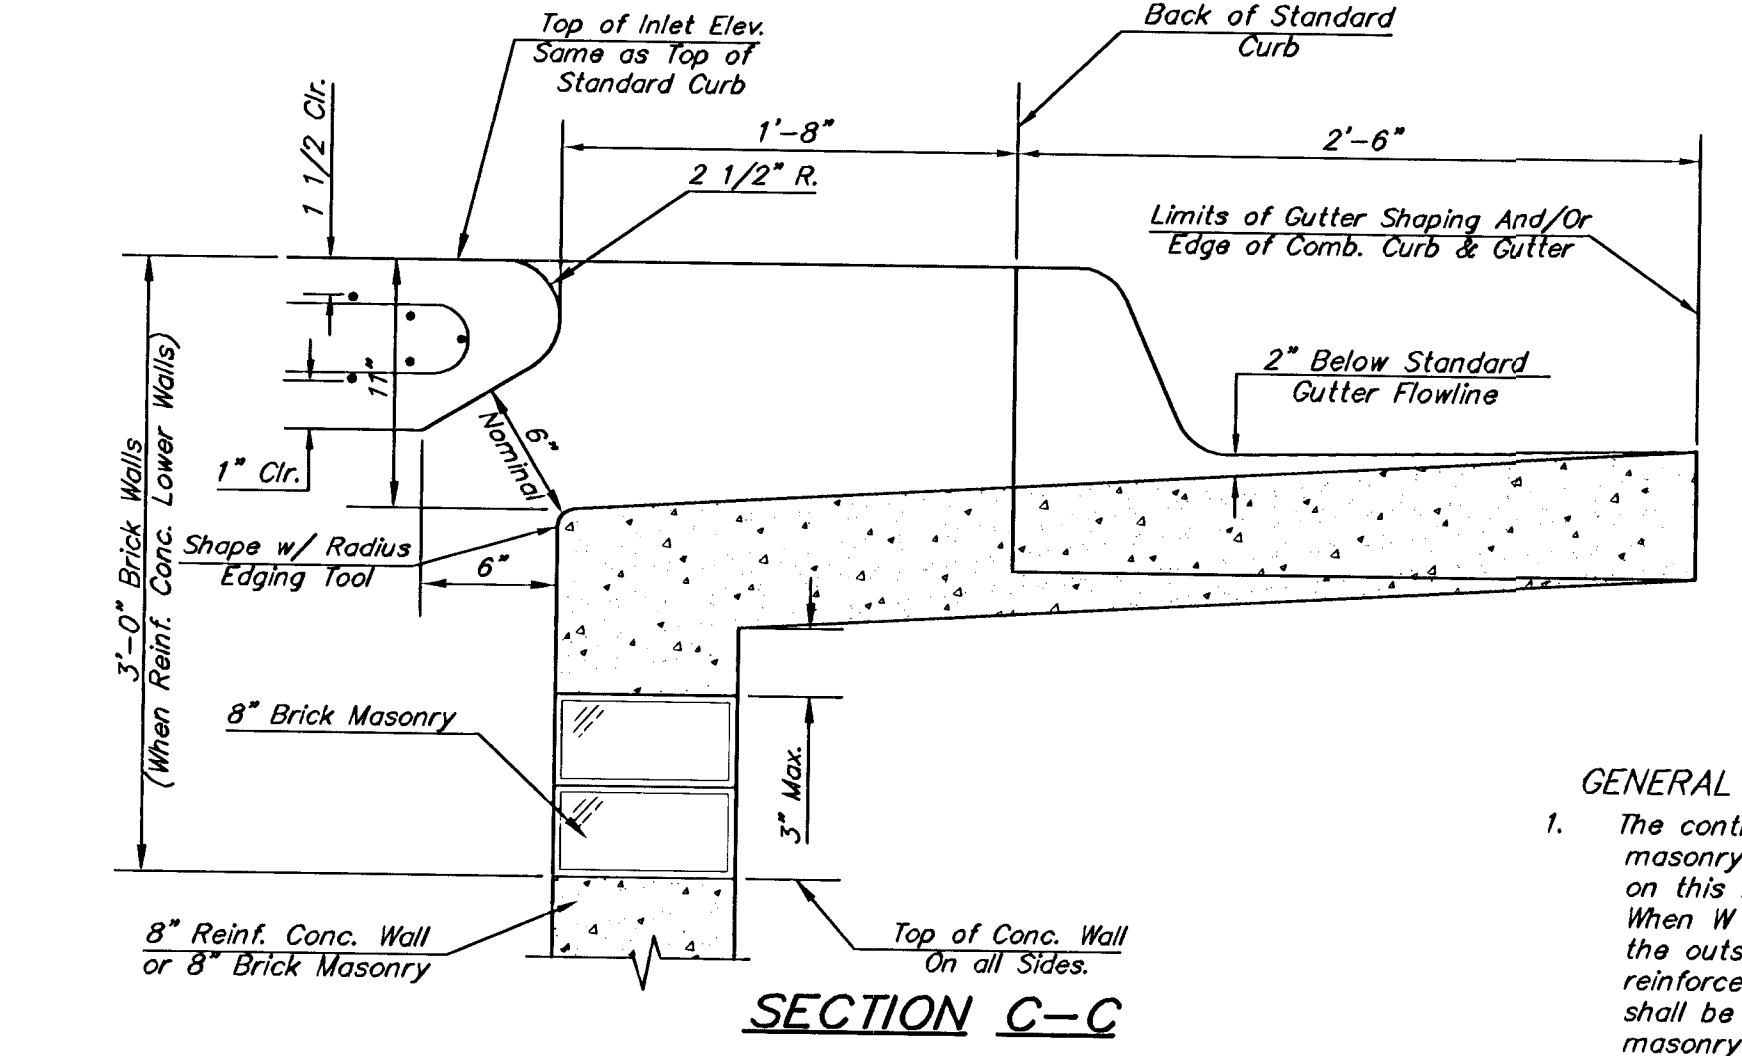 Top of Inlet Elev.
Same as Top of
Standard Curb
Back of Standard
Curb
1 1/2 Clr.
1'-8"
2'-6"
2 1/2" R.
Limits of Gutter Shaping And/Or
Edge of Comb. Curb & Gutter
11"
2" Below Standard
Gutter Flowline
6"
Nominal
1" Clr.
3'-0" Brick Walls
(When Reinf. Conc. Lower Walls)
Shape w/ Radius
Edging Tool
6"
8" Brick Masonry
3" Max.
8" Reinf. Conc. Wall
or 8" Brick Masonry
Top of Conc. Wall
On all Sides.
SECTION C-C
GENERAL
1. The cont
masonry
on this
When W
the outs
reinforce
shall be
masonry